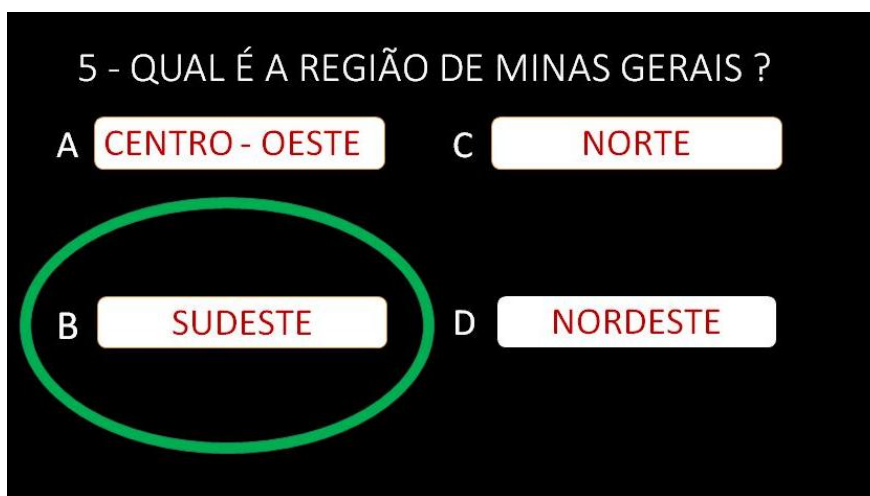 5 - QUAL É A REGIÃO DE MINAS GERAIS ?
A CENTRO - OESTE
C NORTE
B SUDESTE
D NORDESTE